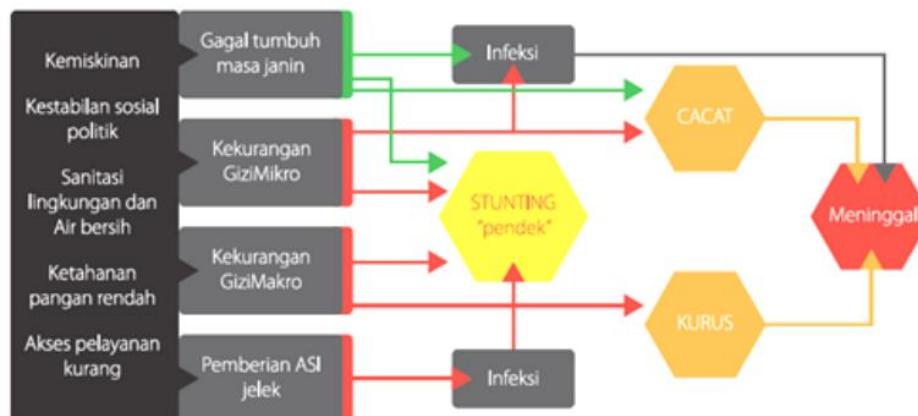 Kemiskinan
Kestabilan sosial
politik
Sanitasi
lingkungan dan
Air bersih
Ketahanan
pangan rendah
Akses pelayanan
kurang
Gagal tumbuh
masa janin
Kekurangan
GiziMikro
Kekurangan
GiziMakro
Pemberian ASI
jelek
Infeksi
STUNTING
"pendek"
Infeksi
CACAT
KURUS
Meninggal